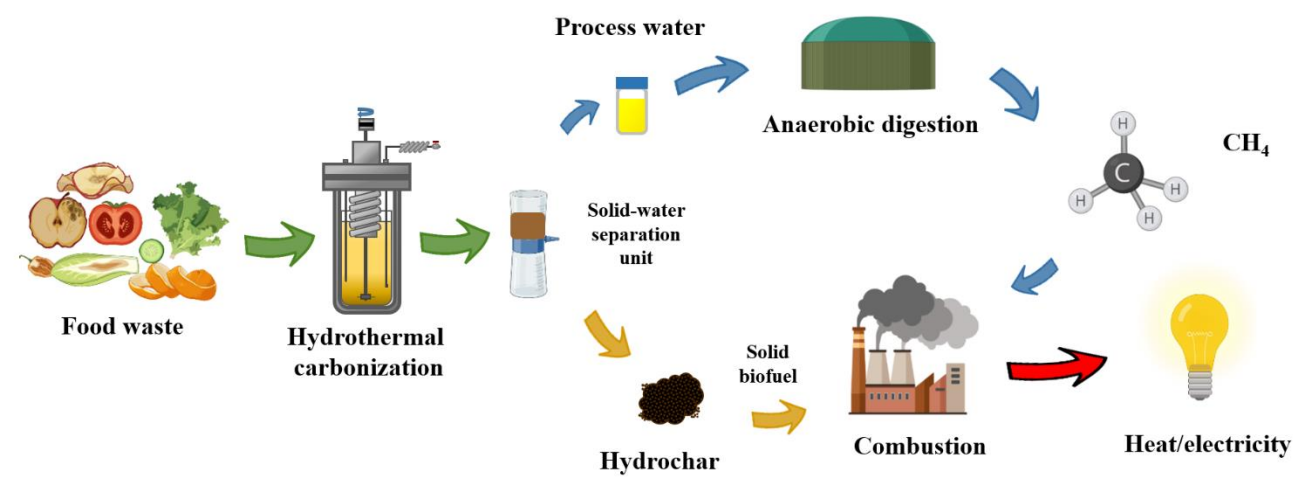 Process water
Anaerobic digestion
H
C
H
H
H
CH₄
Food waste
Hydrothermal
carbonization
Solid-water
separation
unit
Hydrochar
Solid
biofuel
Combustion
Heat/electricity